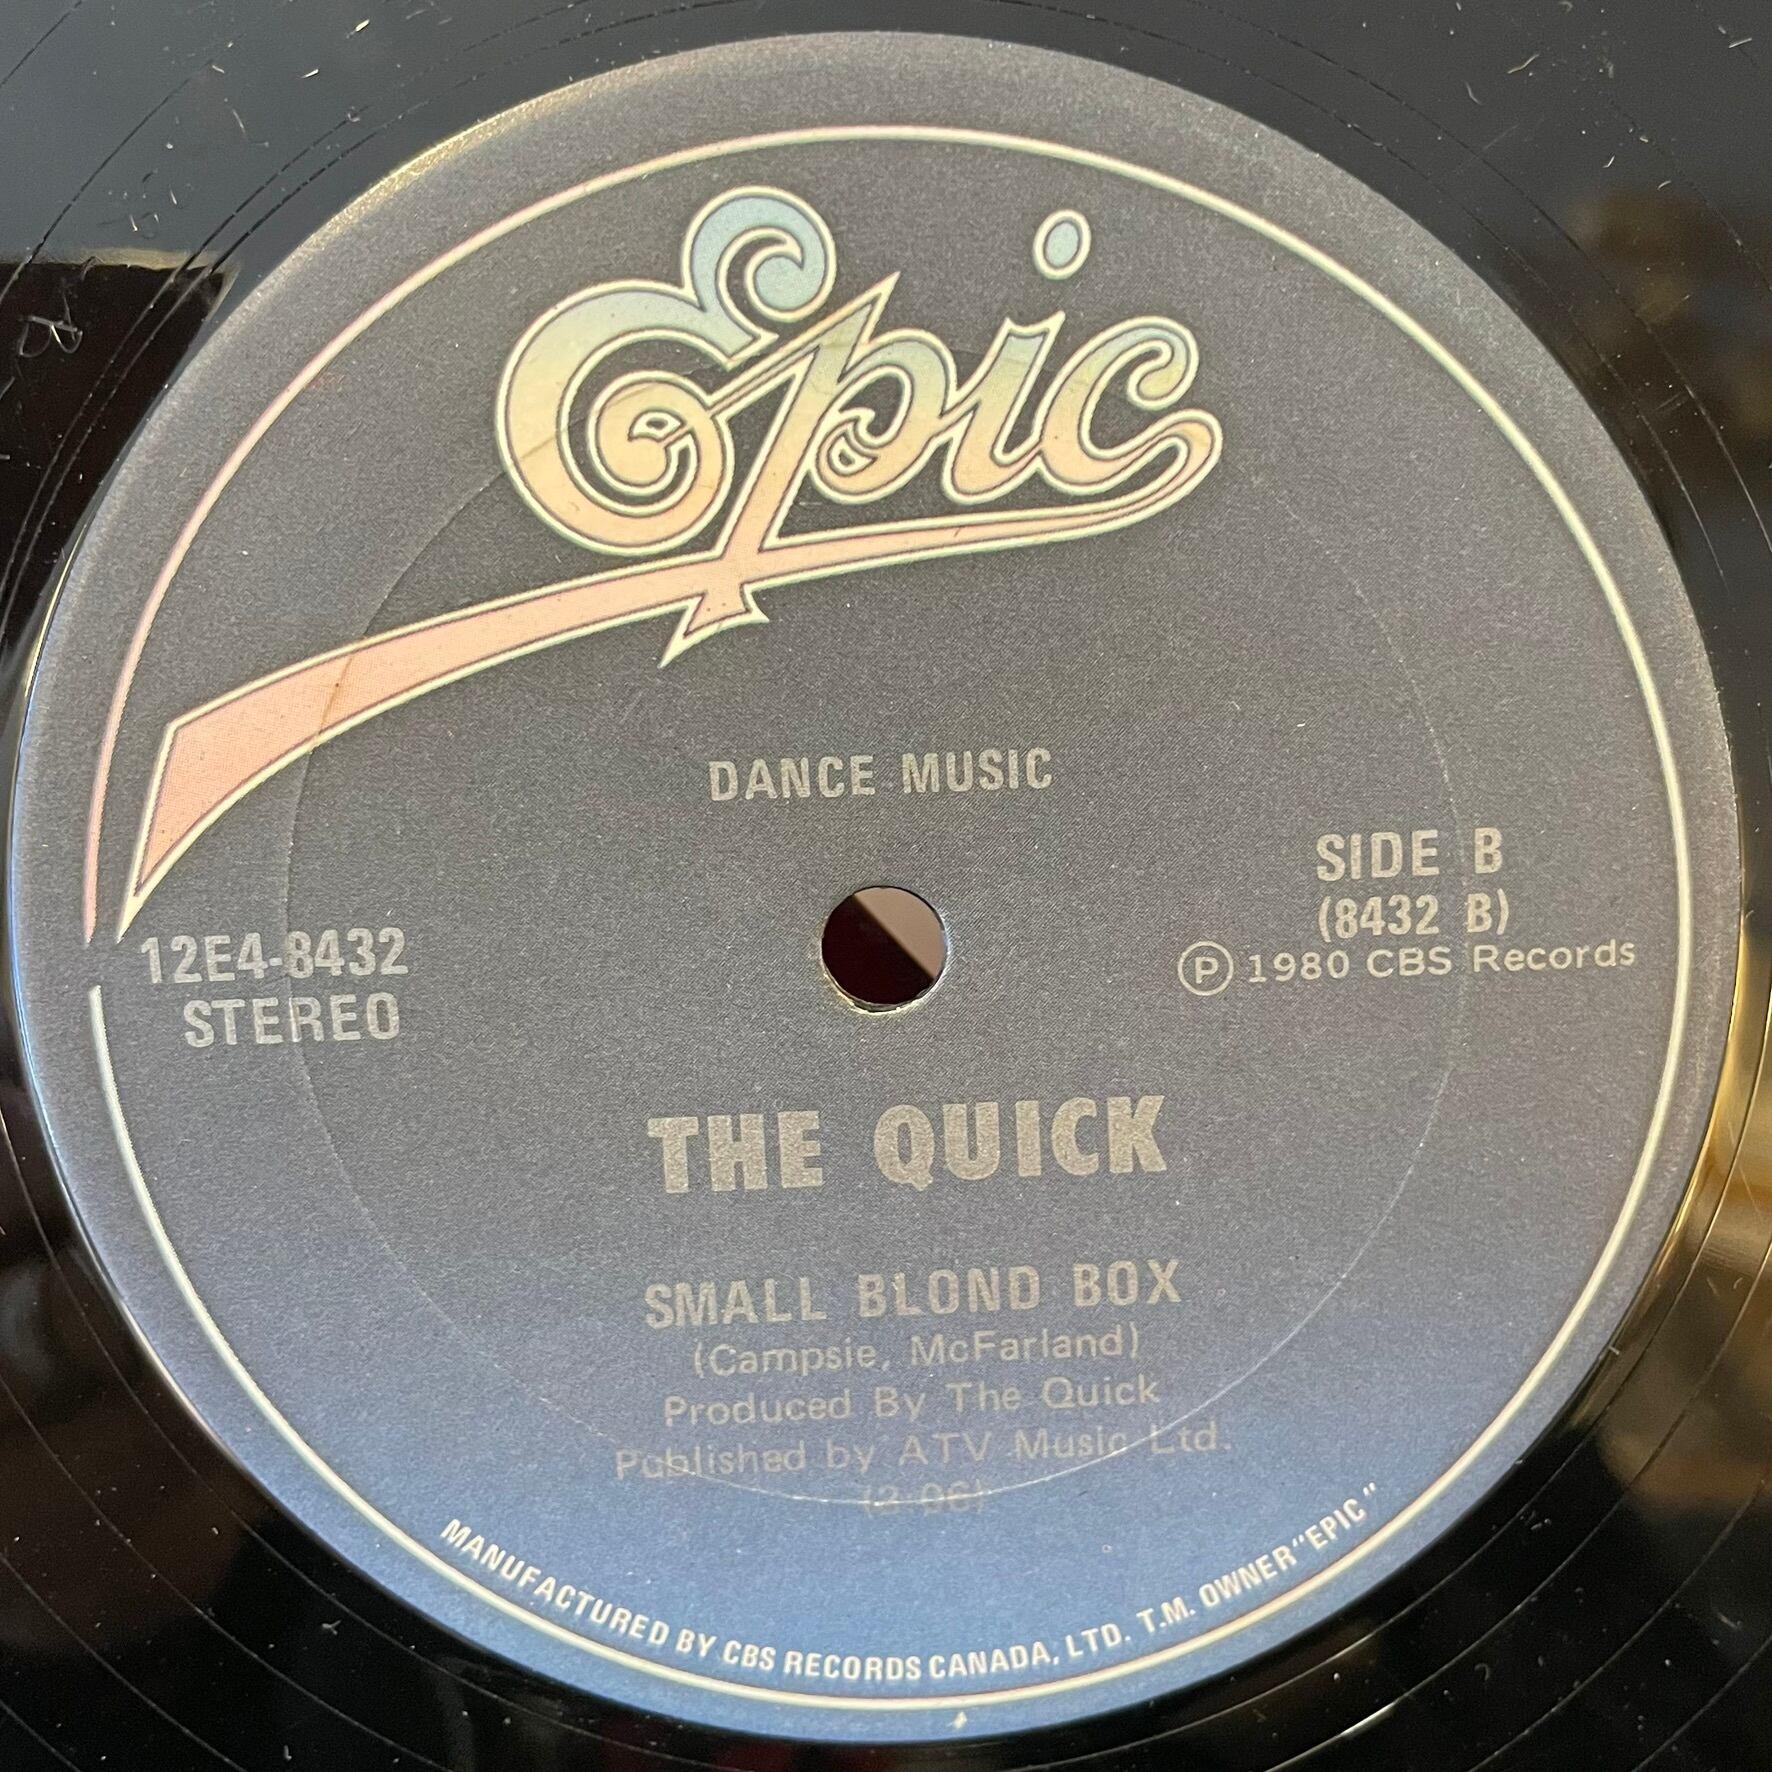 Epic
DANCE MUSIC
SIDE B
(8432 B)
Ⓟ 1980 CBS Records
12E4-8432
STEREO
THE QUICK
SMALL BLOND BOX
(Campsie, McFarland)
Produced By The Quick
Published by ATV Music Ltd.
MANUFACTURED BY CBS RECORDS CANADA, LTD. T.M. OWNER "EPIC"